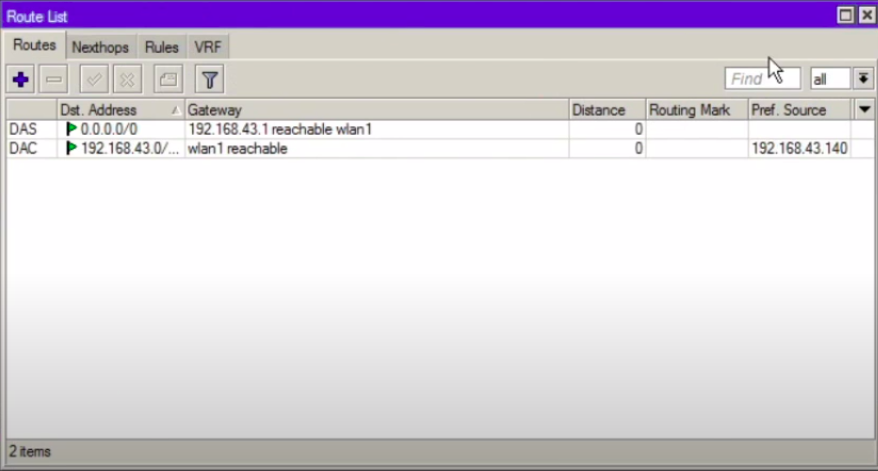 Route List
Routes Nexthops Rules VRF
Find all
Dst. Address Gateway Distance Routing Mark Pref. Source
DAS 0.0.0.0/0 192.168.43.1 reachable wlan1 0
DAC 192.168.43.0/... wlan1 reachable 0 192.168.43.140
2 items